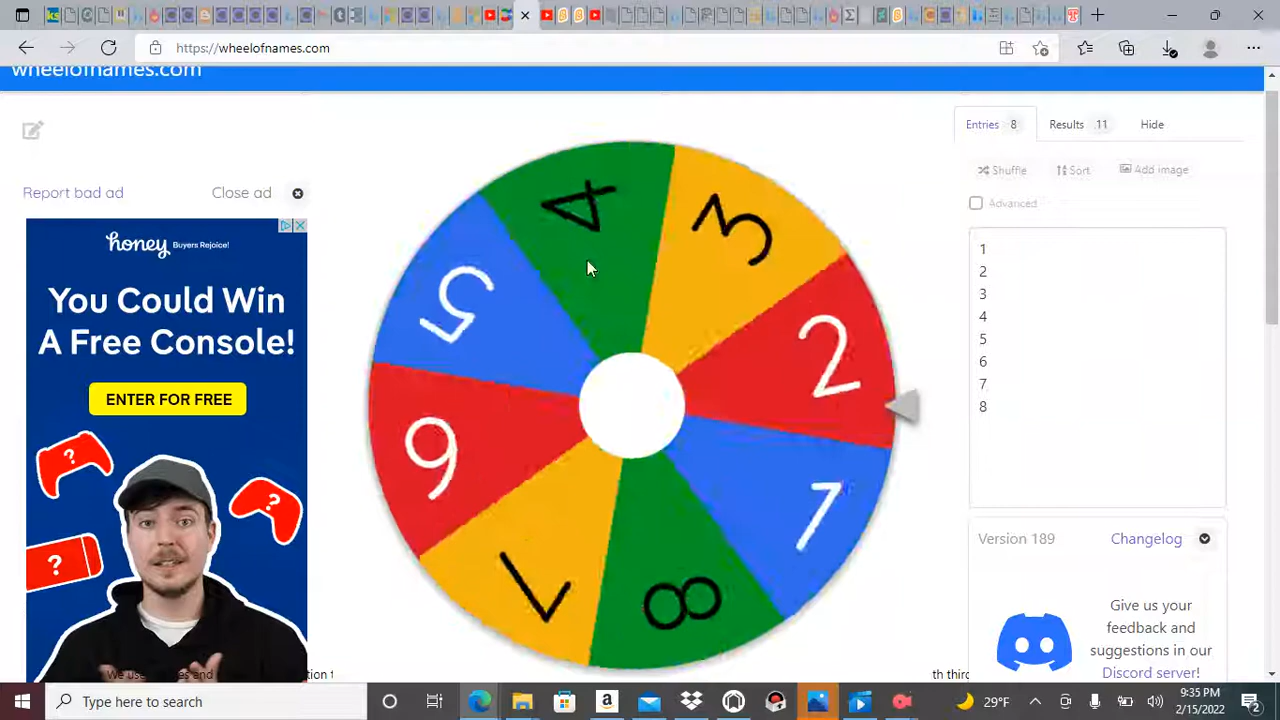 https://wheelofnames.com
wheelofnames.com
Entries 8
Results 11
Hide
Shuffle
Sort
Add image
Advanced
Report bad ad
Close ad
honey Buyers Rejoice!
You Could Win
A Free Console!
ENTER FOR FREE
?
?
?
4
3
5
2
6
1
7
8
1
2
3
4
5
6
7
8
Version 189
Changelog
Give us your
feedback and
suggestions in our
Discord server!
Type here to search
29°F
9:35 PM
2/15/2022
2